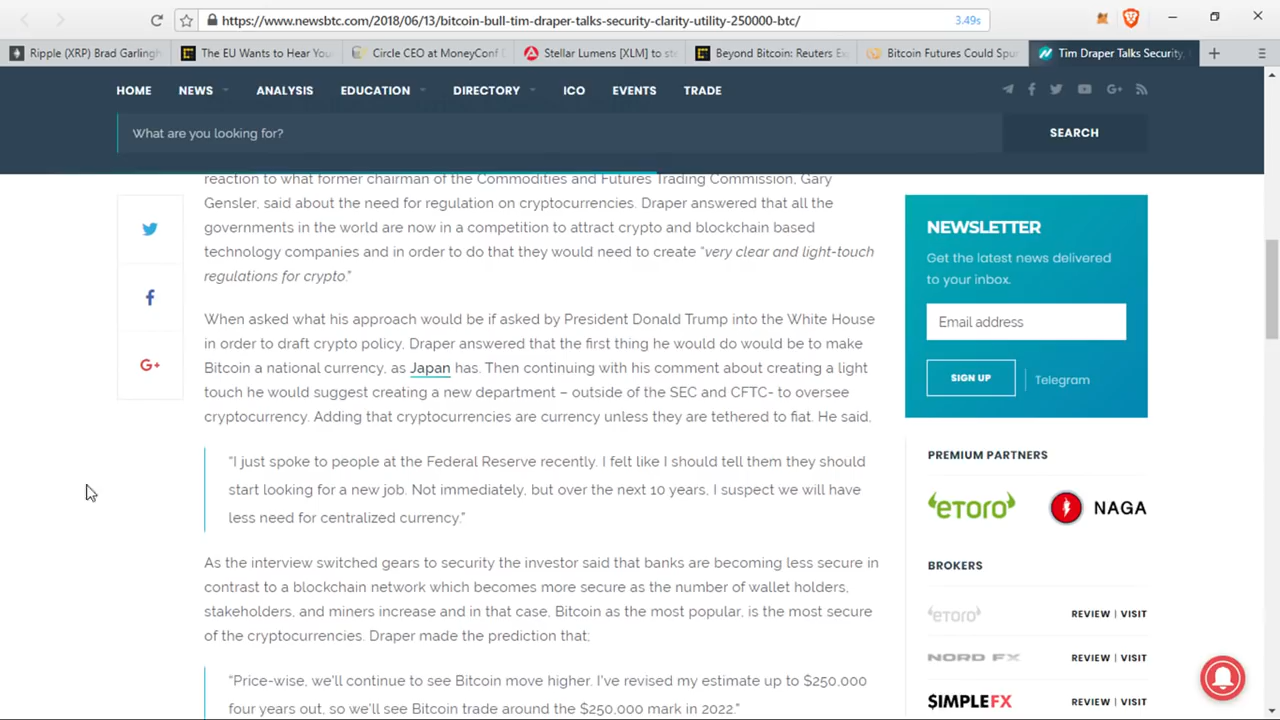 https://www.newsbtc.com/2018/06/13/bitcoin-bull-tim-draper-talks-security-clarity-utility-250000-btc/ 3.49s
Ripple (XRP) Brad Garlingh The EU Wants to Hear You Circle CEO at MoneyConf Stellar Lumens [XLM] to st Beyond Bitcoin: Reuters Ex Bitcoin Futures Could Spu Tim Draper Talks Security,
HOME NEWS ANALYSIS EDUCATION DIRECTORY ICO EVENTS TRADE
What are you looking for? SEARCH
reaction to what former chairman of the Commodities and Futures Trading Commission, Gary
Gensler, said about the need for regulation on cryptocurrencies. Draper answered that all the
governments in the world are now in a competition to attract crypto and blockchain based
technology companies and in order to do that they would need to create “very clear and light-touch
regulations for crypto.”
When asked what his approach would be if asked by President Donald Trump into the White House
in order to draft crypto policy, Draper answered that the first thing he would do would be to make
Bitcoin a national currency, as Japan has. Then continuing with his comment about creating a light
touch he would suggest creating a new department – outside of the SEC and CFTC- to oversee
cryptocurrency. Adding that cryptocurrencies are currency unless they are tethered to fiat. He said,
“I just spoke to people at the Federal Reserve recently. I felt like I should tell them they should
start looking for a new job. Not immediately, but over the next 10 years, I suspect we will have
less need for centralized currency.”
As the interview switched gears to security the investor said that banks are becoming less secure in
contrast to a blockchain network which becomes more secure as the number of wallet holders,
stakeholders, and miners increase and in that case, Bitcoin as the most popular, is the most secure
of the cryptocurrencies. Draper made the prediction that;
“Price-wise, we'll continue to see Bitcoin move higher. I've revised my estimate up to $250,000
four years out, so we'll see Bitcoin trade around the $250,000 mark in 2022.”
NEWSLETTER
Get the latest news delivered
to your inbox.
Email address
SIGN UP Telegram
PREMIUM PARTNERS
eToro NAGA
BROKERS
eToro REVIEW | VISIT
NORD FX REVIEW | VISIT
$IMPLEFX REVIEW | VISIT